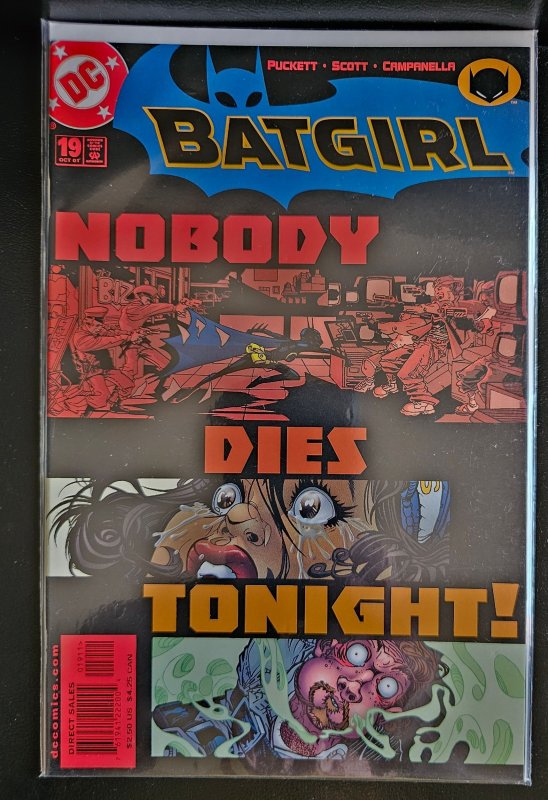 PUCKETT • SCOTT • CAMPANELLA
DC
BATGIRL
19
OCT 01
NOBODY
DIES
TONIGHT!
dccomics.com
DIRECT SALES
$2.50 US $4.25 CAN
01911